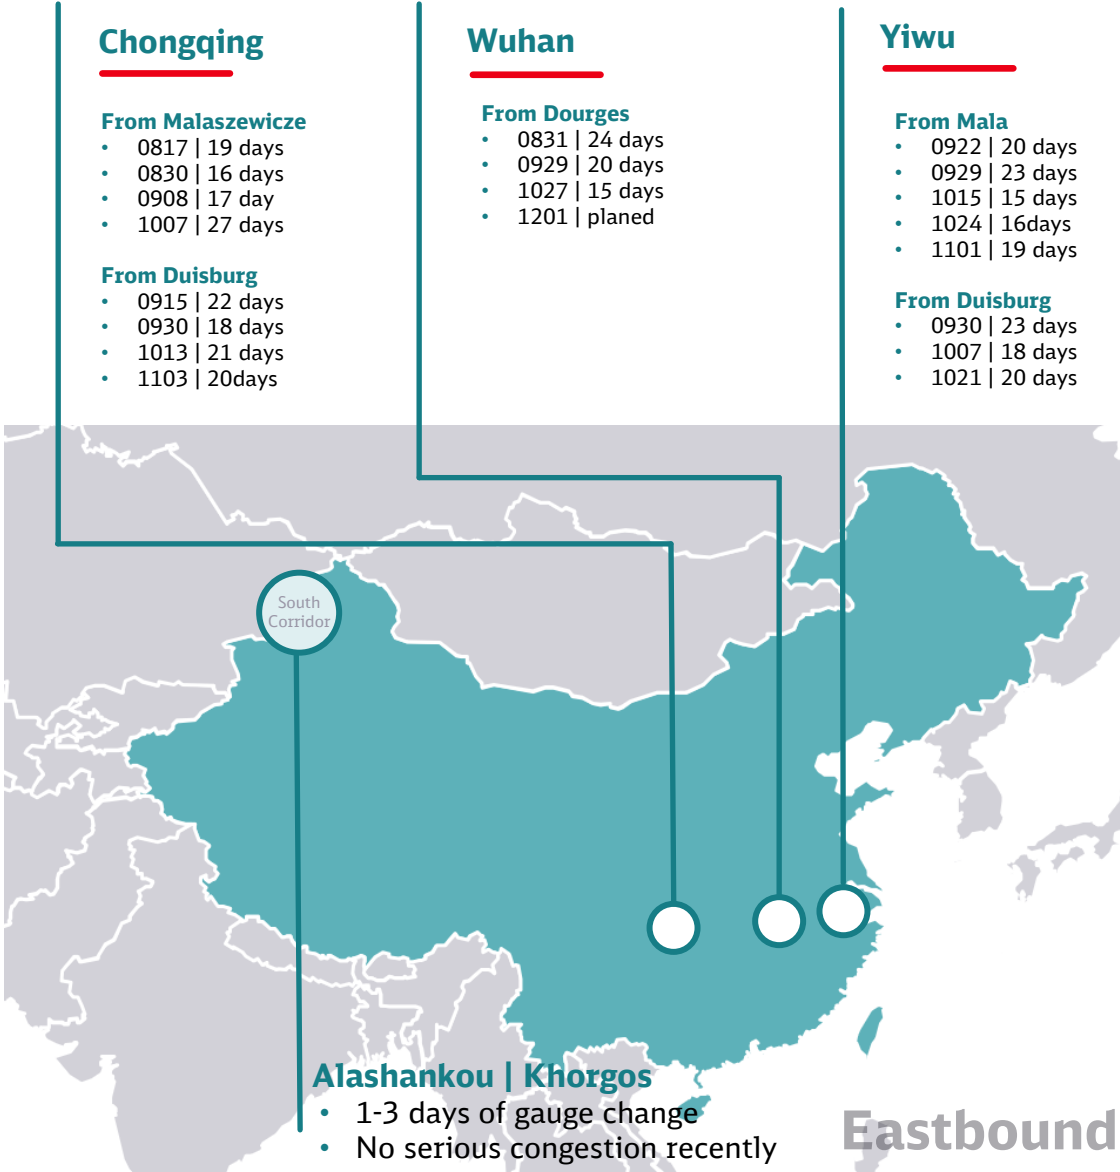 Chongqing
From Malaszewicze
• 0817 | 19 days
• 0830 | 16 days
• 0908 | 17 day
• 1007 | 27 days
From Duisburg
• 0915 | 22 days
• 0930 | 18 days
• 1013 | 21 days
• 1103 | 20days
Wuhan
From Dourges
• 0831 | 24 days
• 0929 | 20 days
• 1027 | 15 days
• 1201 | planed
Yiwu
From Mala
• 0922 | 20 days
• 0929 | 23 days
• 1015 | 15 days
• 1024 | 16days
• 1101 | 19 days
From Duisburg
• 0930 | 23 days
• 1007 | 18 days
• 1021 | 20 days
South
Corridor
Alashankou | Khorgos
• 1-3 days of gauge change
• No serious congestion recently
Eastbound